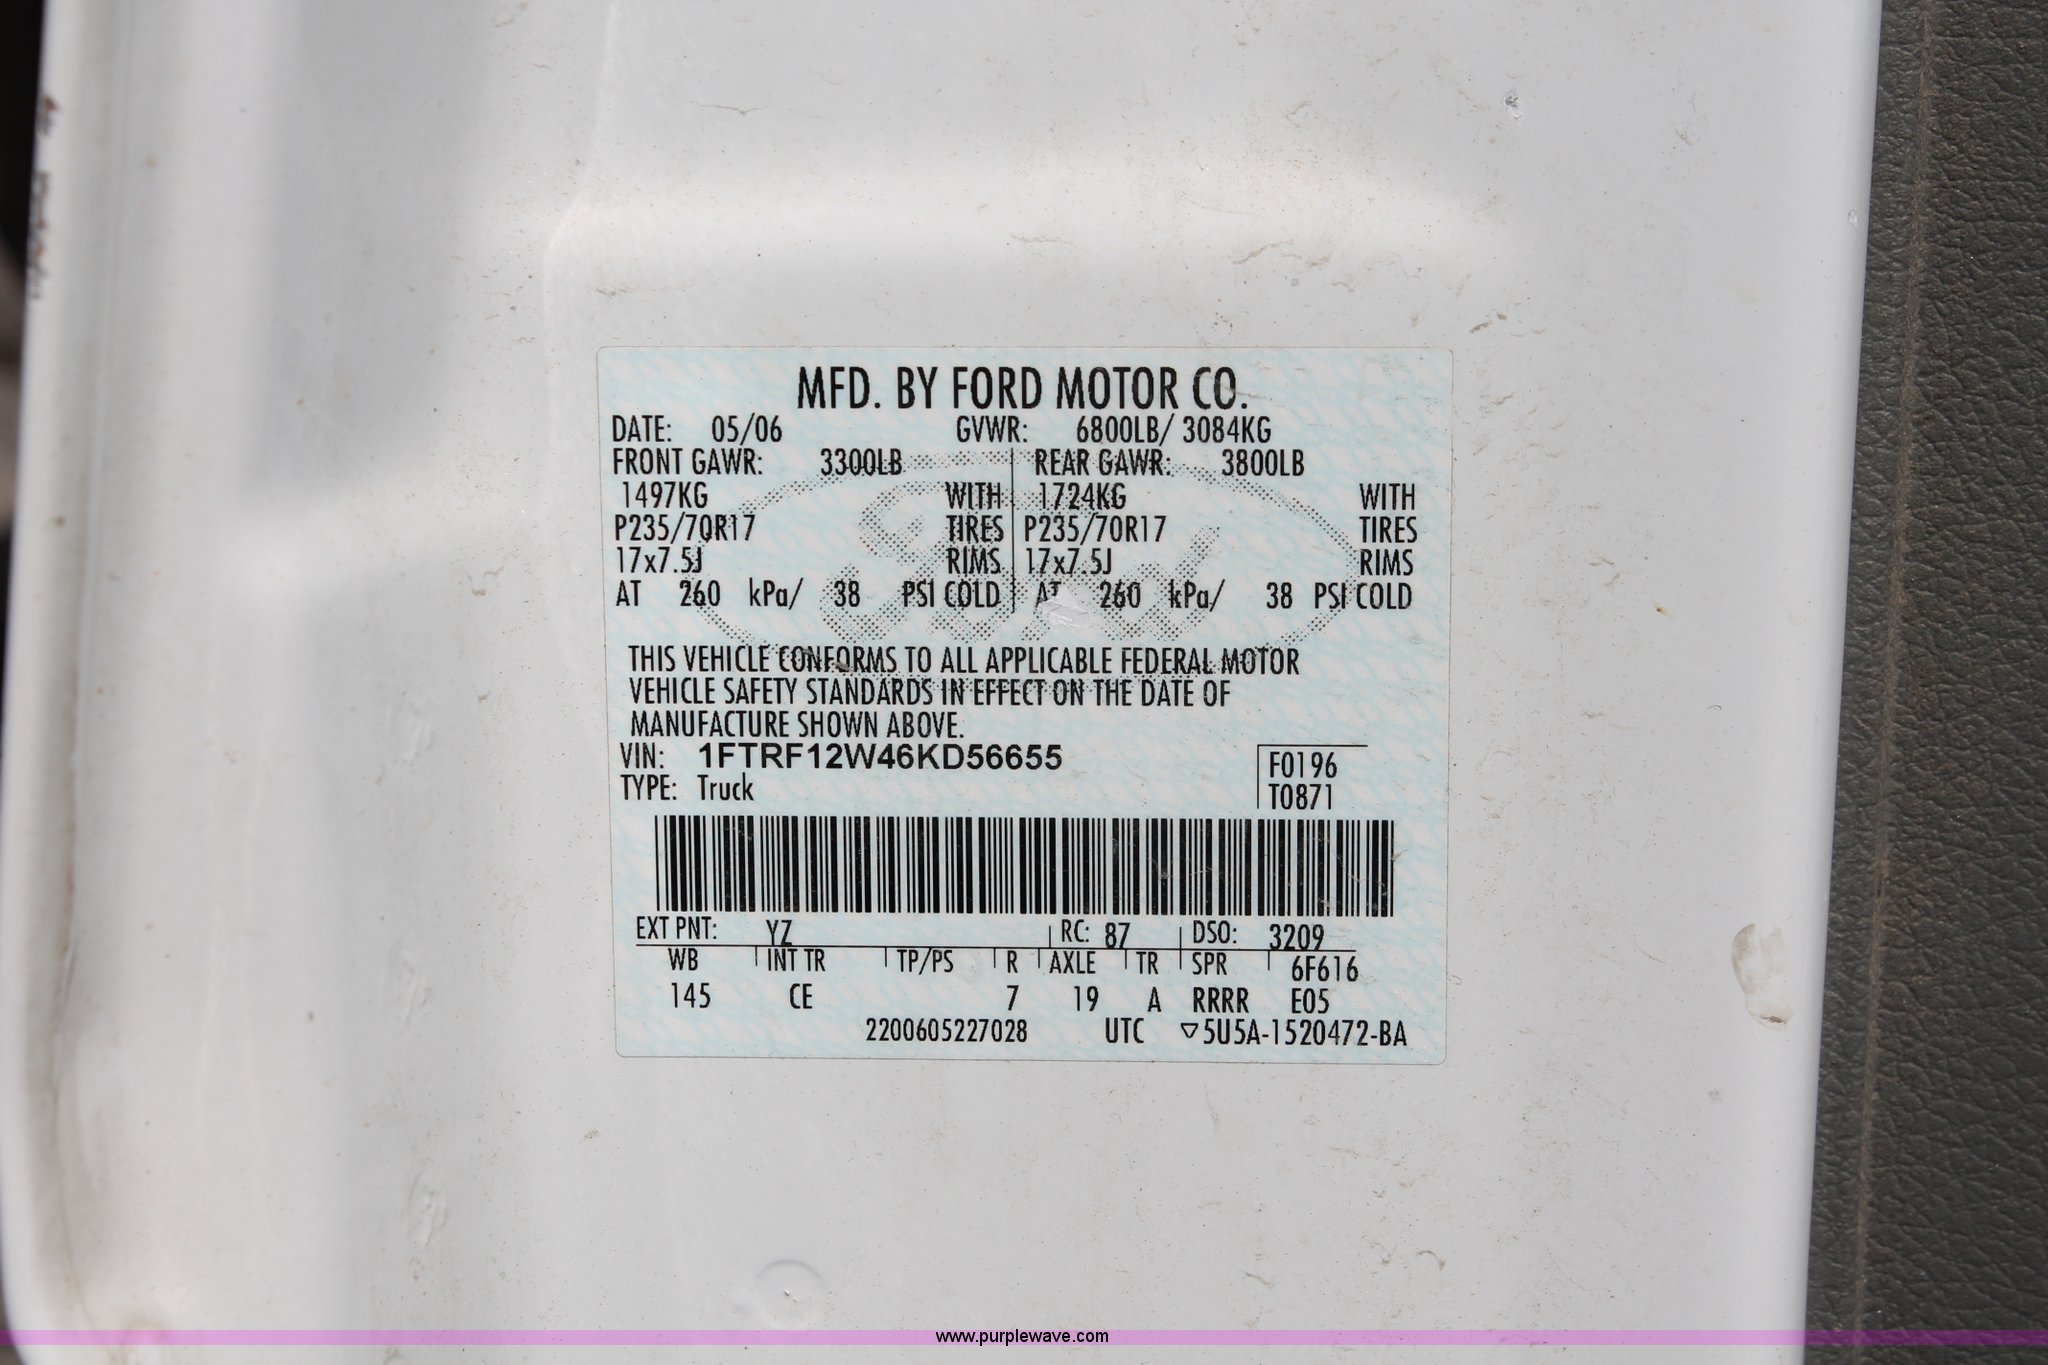 MFD. BY FORD MOTOR CO.
DATE: 05/06 GVWR: 6800LB/ 3084KG
FRONT GAWR: 3300LB REAR GAWR: 3800LB
1497KG WITH 1724KG WITH
P235/70R17 TIRES P235/70R17 TIRES
17x7.5J RIMS 17x7.5J RIMS
AT 260 kPa/ 38 PSI COLD AT 260 kPa/ 38 PSI COLD
Ford
THIS VEHICLE CONFORMS TO ALL APPLICABLE FEDERAL MOTOR
VEHICLE SAFETY STANDARDS IN EFFECT ON THE DATE OF
MANUFACTURE SHOWN ABOVE.
VIN: 1FTRF12W46KD56655 F0196
TYPE: Truck T0871
EXT PNT: YZ RC: 87 DSO: 3209
WB INT TR TP/PS R AXLE TR SPR 6F616
145 CE 7 19 A RRRR E05
2200605227028 UTC ▽5U5A-1520472-BA
www.purplewave.com